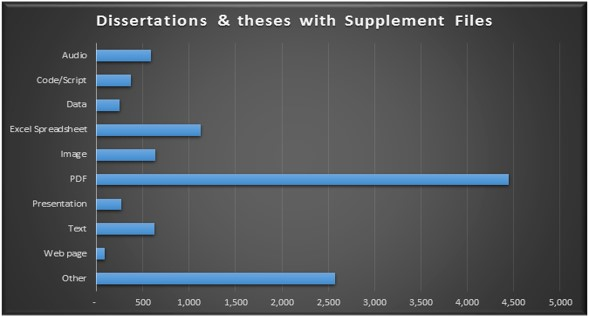 Dissertations & theses with Supplement Files
Audio
Code/Script
Data
Excel Spreadsheet
Image
PDF
Presentation
Text
Web page
Other
- 500 1,000 1,500 2,000 2,500 3,000 3,500 4,000 4,500 5,000